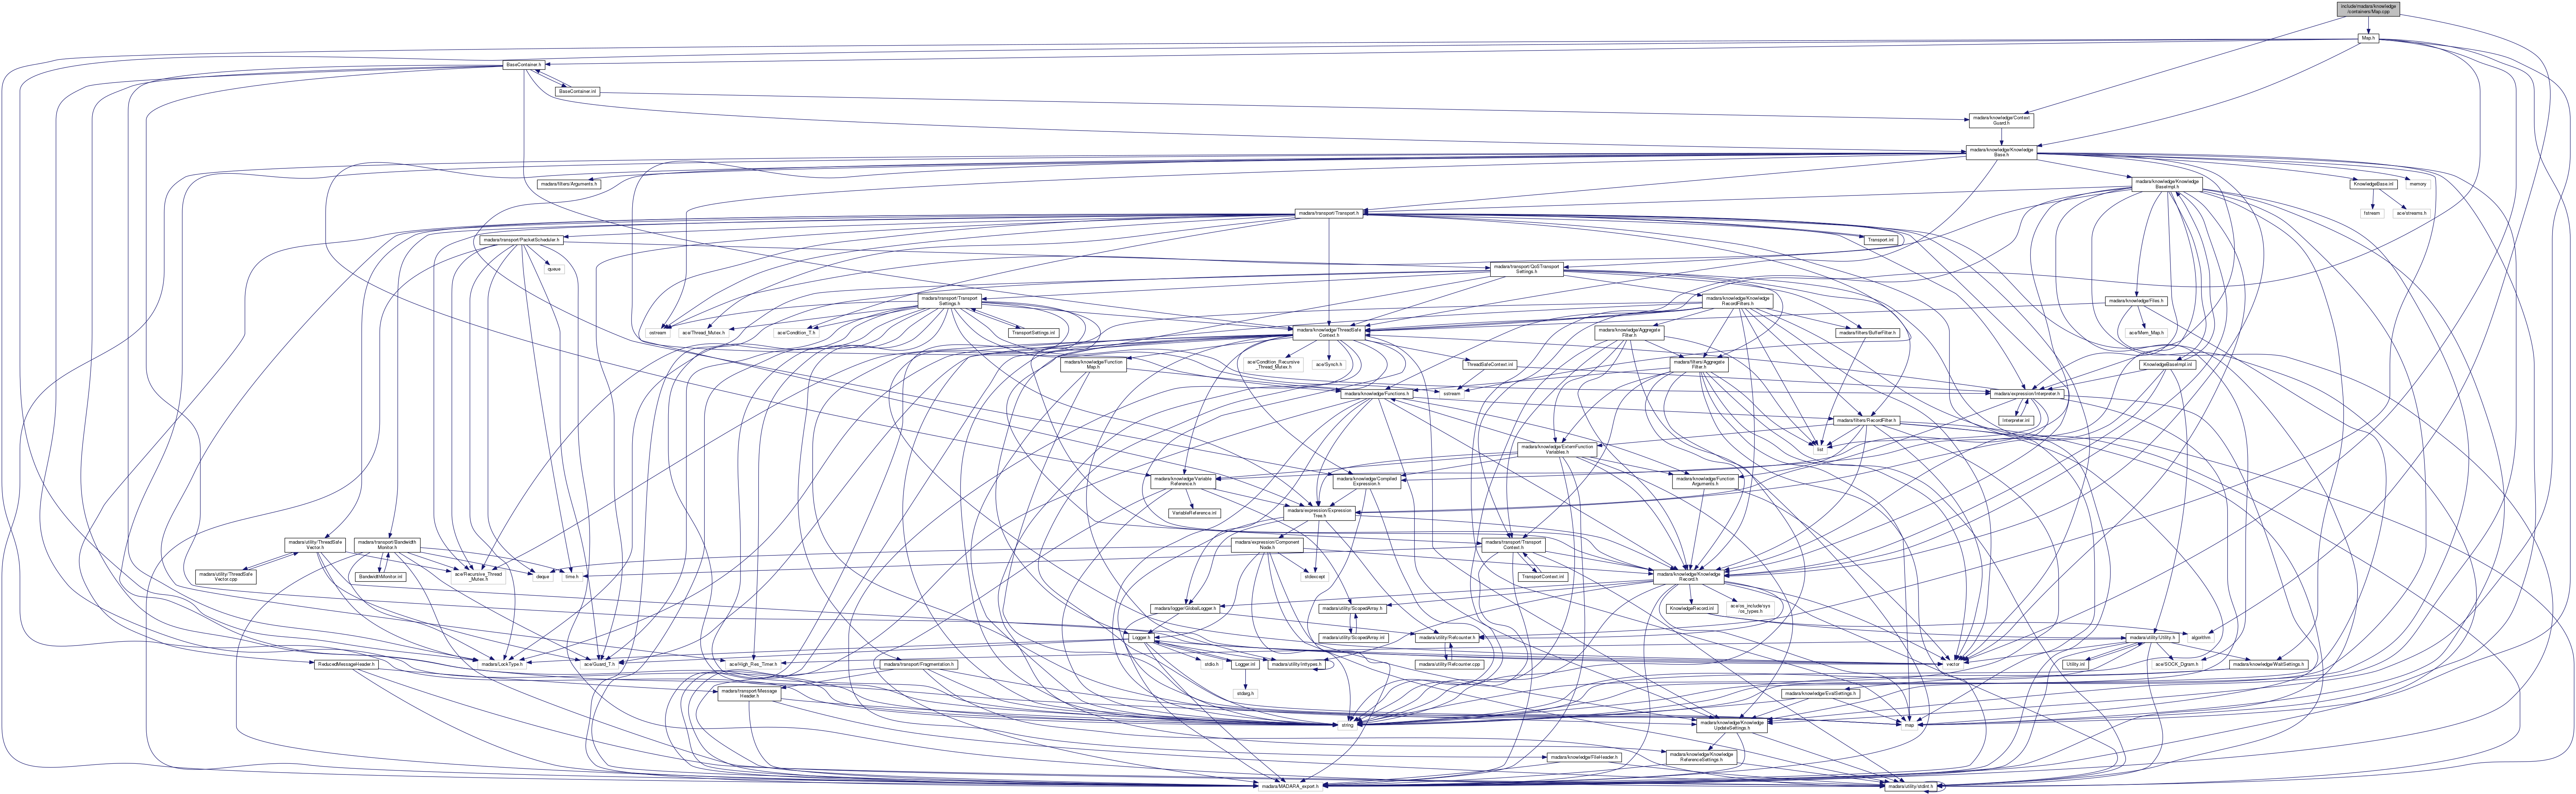 include/madara/knowledge
/containers/Map.cpp
Map.h
BaseContainer.h
BaseContainer.inl
madara/knowledge/Context
Guard.h
madara/knowledge/Knowledge
Base.h
madara/filters/Arguments.h
madara/knowledge/Knowledge
BaseImpl.h
KnowledgeBase.inl
memory
madara/transport/Transport.h
fstream
ace/streams.h
madara/transport/PacketScheduler.h
Transport.inl
queue
madara/transport/QoSTransport
Settings.h
madara/transport/Transport
Settings.h
madara/knowledge/Knowledge
RecordFilters.h
madara/knowledge/Files.h
sstream
ace/Thread_Mutex.h
ace/Condition_T.h
TransportSettings.inl
madara/knowledge/ThreadSafe
Context.h
madara/knowledge/Aggregate
Filter.h
madara/filters/BufferFilter.h
ace/Mem_Map.h
madara/knowledge/Function
Map.h
ace/Condition_Recursive
_Thread_Mutex.h
ace/Synch.h
ThreadSafeContext.inl
madara/filters/Aggregate
Filter.h
KnowledgeBaseImpl.inl
madara/knowledge/Functions.h
sstream
madara/expression/Interpreter.h
madara/filters/RecordFilter.h
Interpreter.inl
madara/knowledge/ExternFunction
Variables.h
list
madara/knowledge/Variable
Reference.h
madara/knowledge/Compiled
Expression.h
madara/knowledge/Function
Arguments.h
VariableReference.inl
madara/expression/Expression
Tree.h
madara/utility/ThreadSafe
Vector.h
madara/transport/Bandwidth
Monitor.h
madara/expression/Component
Node.h
madara/transport/Transport
Context.h
madara/utility/ThreadSafe
Vector.cpp
BandwidthMonitor.inl
ace/Recursive_Thread
_Mutex.h
deque
time.h
stdexcept
TransportContext.inl
madara/knowledge/Knowledge
Record.h
madara/logger/GlobalLogger.h
madara/utility/ScopedArray.h
KnowledgeRecord.inl
ace/os_include/sys
/os_types.h
Logger.h
madara/utility/ScopedArray.inl
madara/utility/Refcounter.h
algorithm
madara/utility/Utility.h
ReducedMessageHeader.h
madara/LockType.h
ace/Guard_T.h
ace/High_Res_Timer.h
madara/transport/Fragmentation.h
stdio.h
Logger.inl
madara/utility/inttypes.h
madara/utility/Refcounter.cpp
vector
Utility.inl
ace/SOCK_Dgram.h
madara/knowledge/WaitSettings.h
madara/transport/Message
Header.h
stdarg.h
madara/knowledge/EvalSettings.h
string
madara/knowledge/Knowledge
UpdateSettings.h
map
madara/knowledge/FileHeader.h
madara/knowledge/Knowledge
ReferenceSettings.h
madara/MADARA_export.h
madara/utility/stdint.h